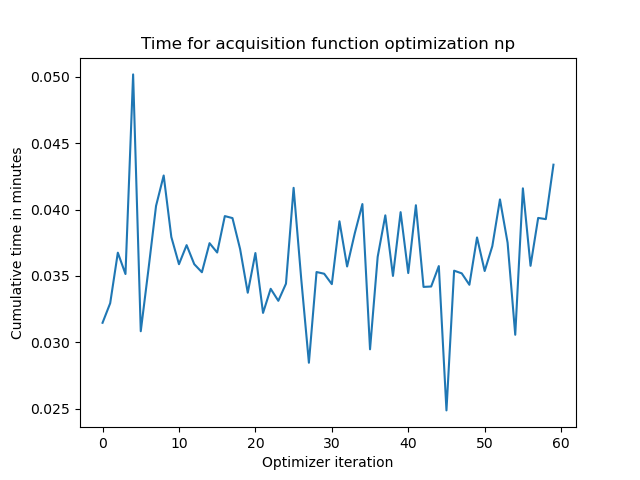 Time for acquisition function optimization np
0.050
0.045
0.040
0.035
0.030
0.025
Cumulative time in minutes
0 10 20 30 40 50 60
Optimizer iteration